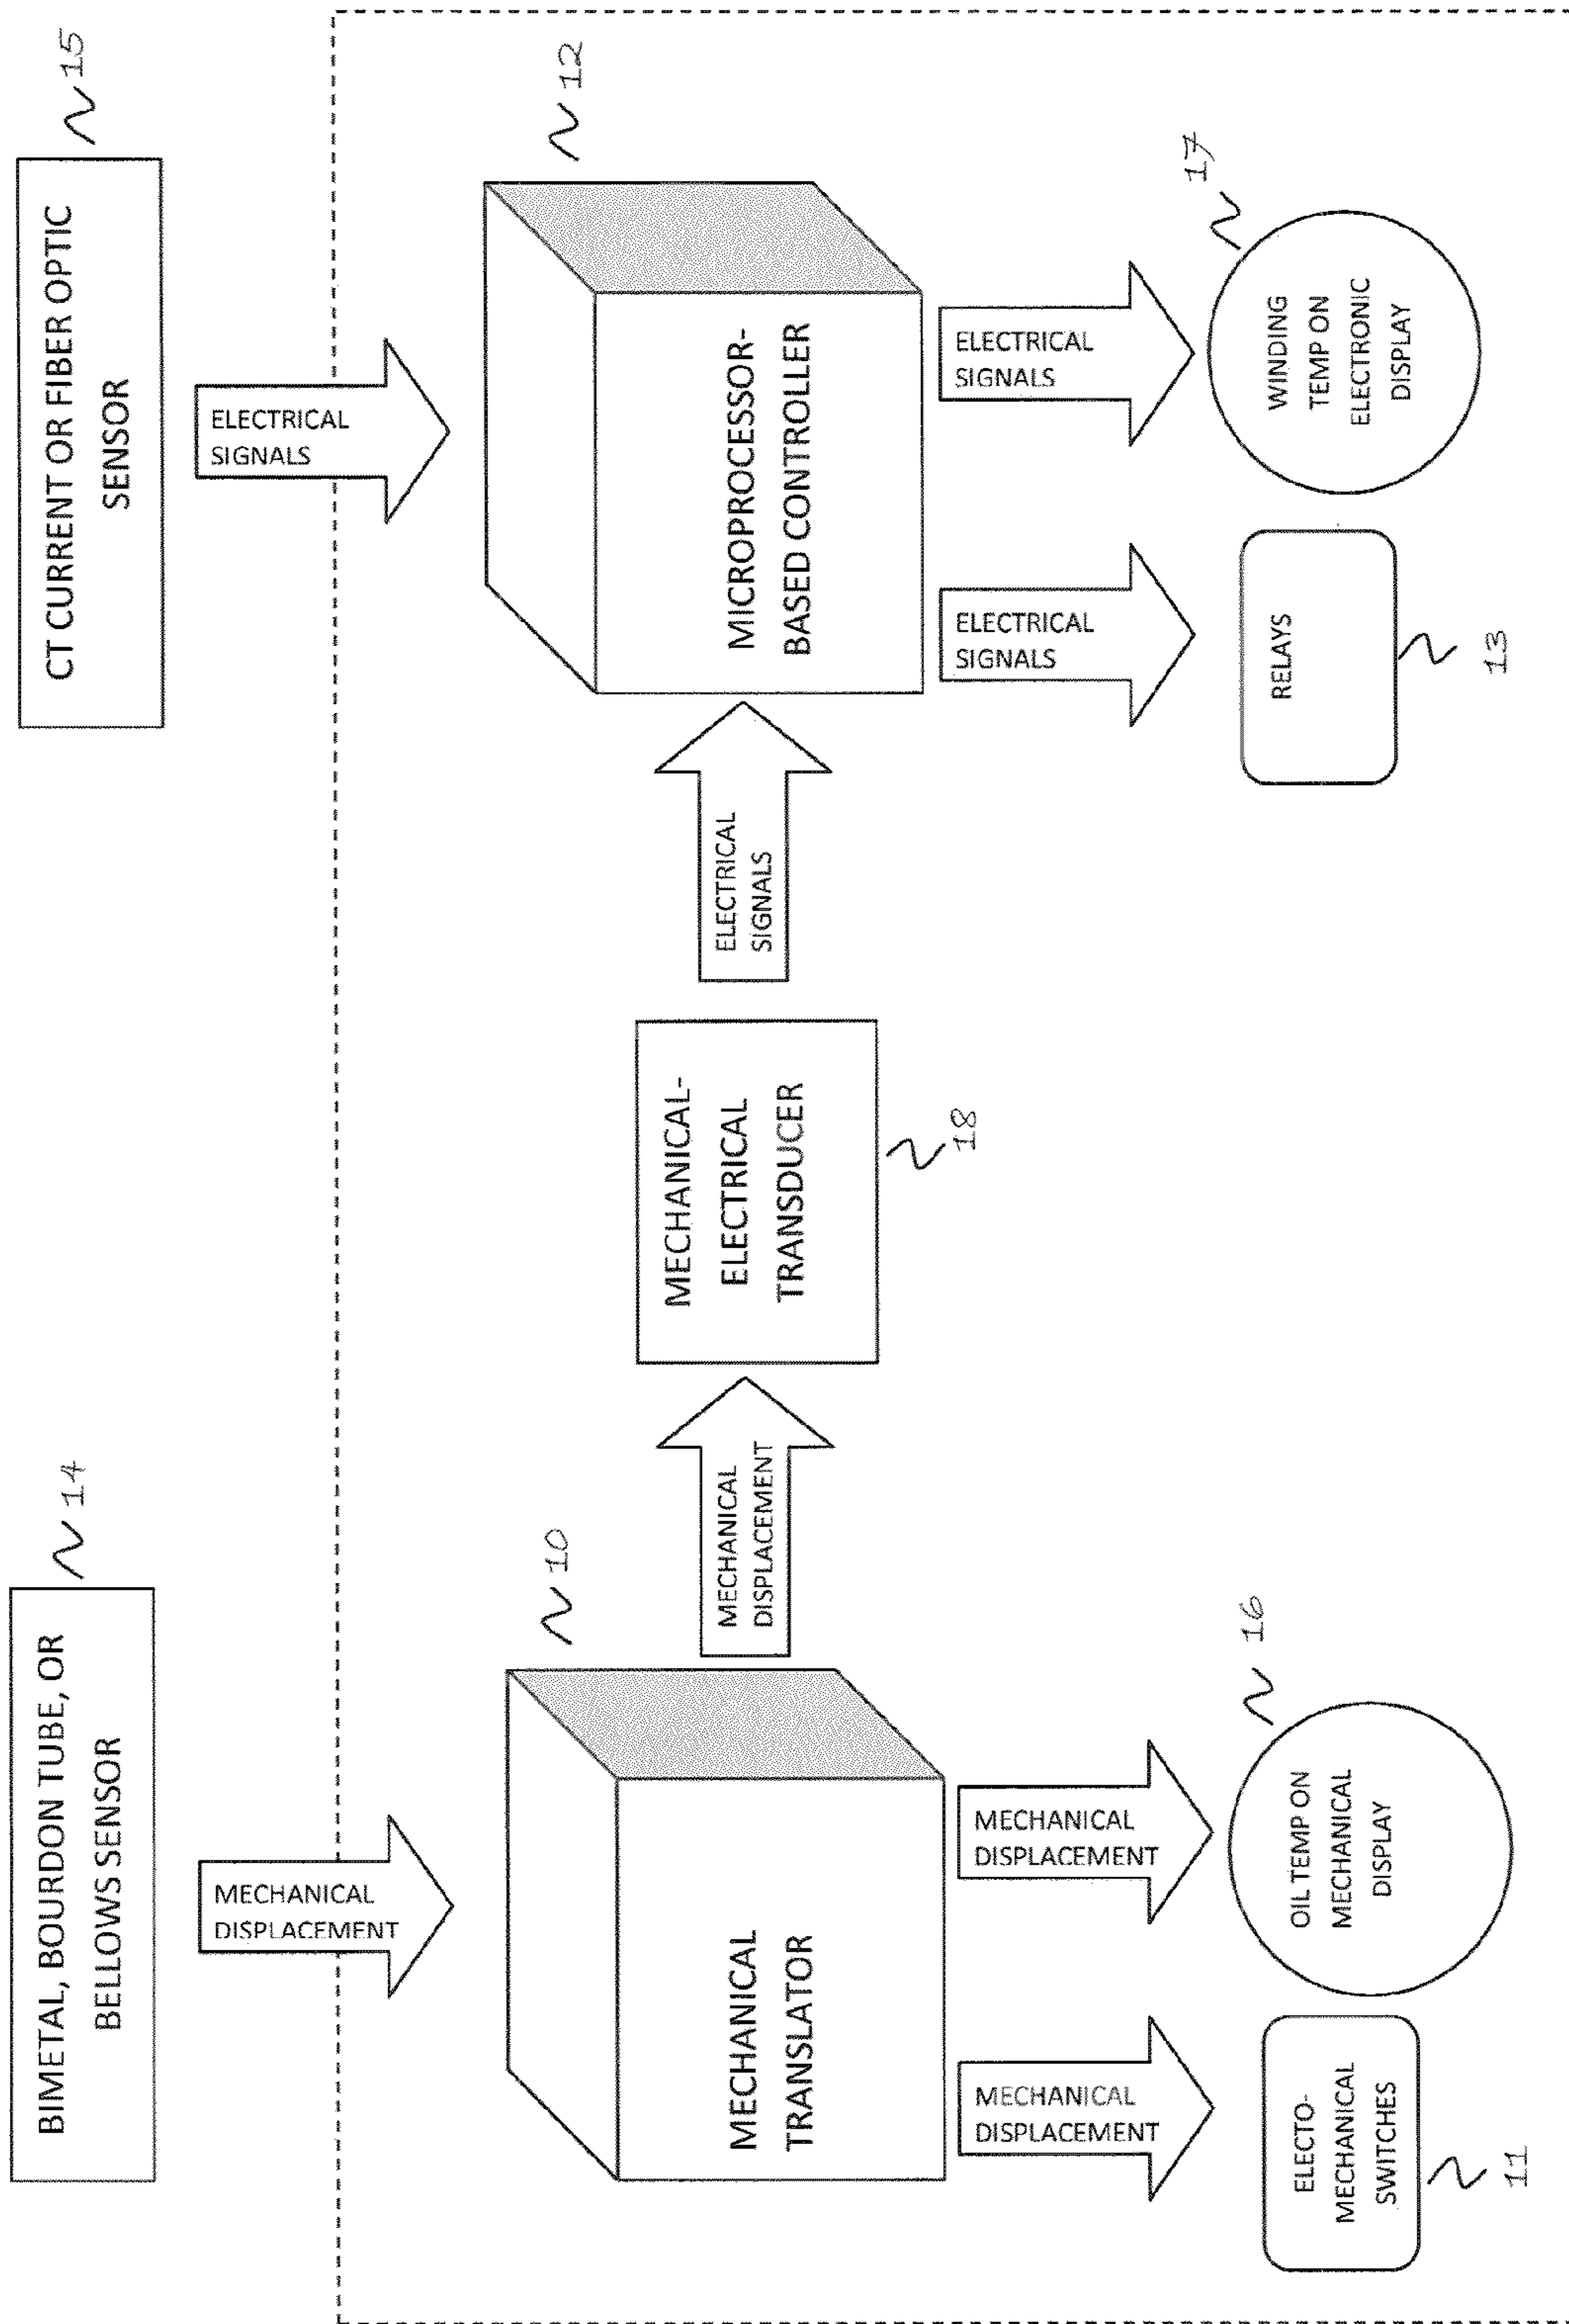 BIMETAL, BOURDON TUBE, OR
BELLOWS SENSOR
14
CT CURRENT OR FIBER OPTIC
SENSOR
15
MECHANICAL
DISPLACEMENT
ELECTRICAL
SIGNALS
10
MECHANICAL
TRANSLATOR
MECHANICAL
DISPLACEMENT
MECHANICAL-
ELECTRICAL
TRANSDUCER
18
ELECTRICAL
SIGNALS
12
MICROPROCESSOR-
BASED CONTROLLER
MECHANICAL
DISPLACEMENT
MECHANICAL
DISPLACEMENT
ELECTRICAL
SIGNALS
ELECTRICAL
SIGNALS
ELECTO-
MECHANICAL
SWITCHES
11
OIL TEMP ON
MECHANICAL
DISPLAY
16
RELAYS
13
WINDING
TEMP ON
ELECTRONIC
DISPLAY
17